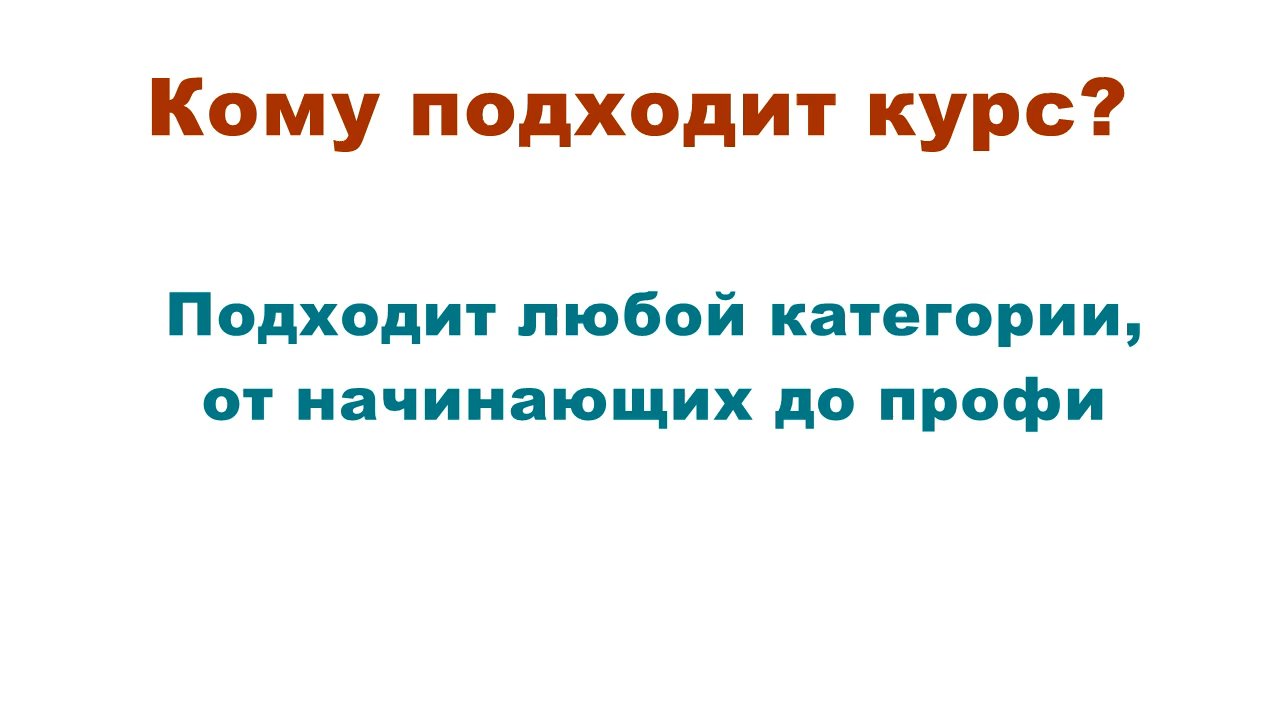 Кому подходит курс?
Подходит любой категории,
от начинающих до профи